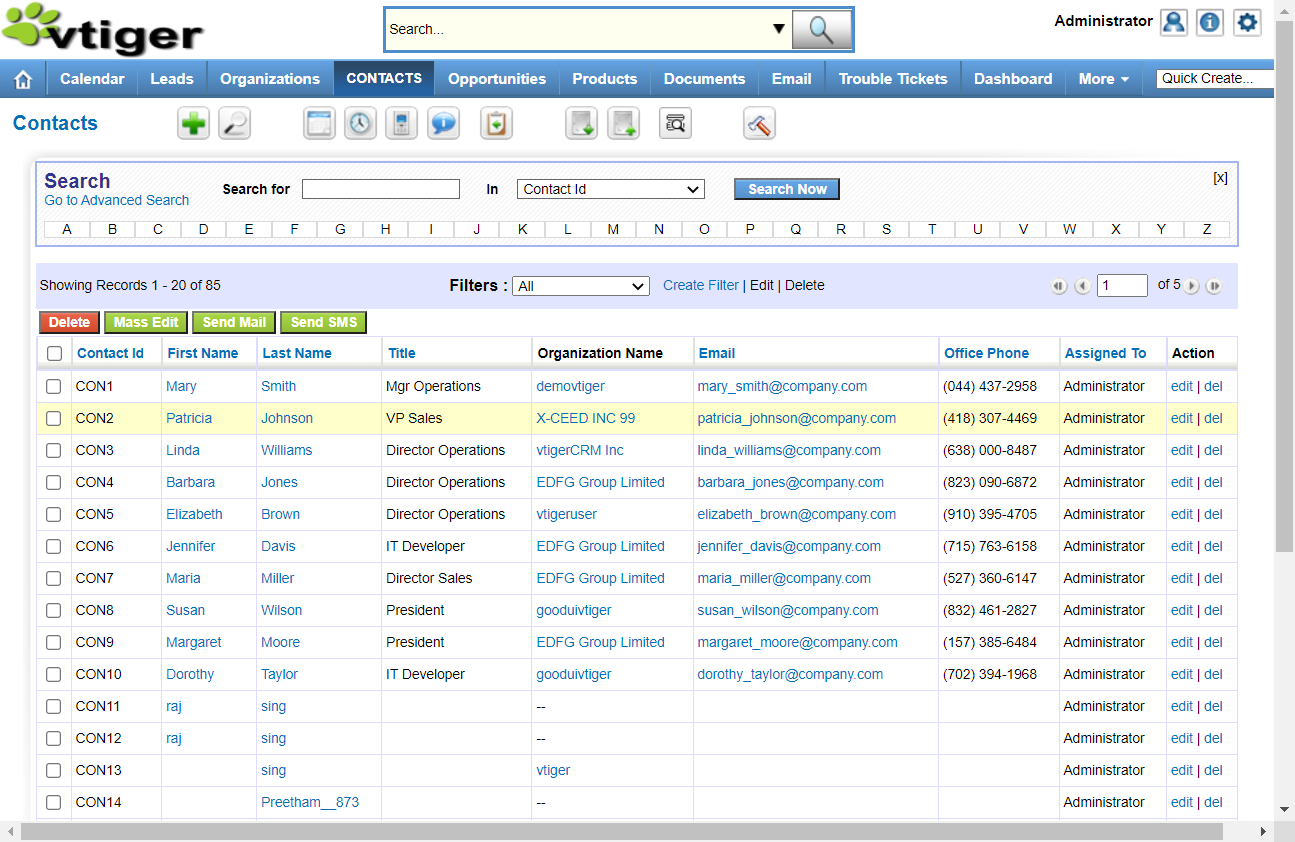 vtiger
Search...
Administrator
Calendar Leads Organizations CONTACTS Opportunities Products Documents Email Trouble Tickets Dashboard More Quick Create...
Contacts
Search
Go to Advanced Search
Search for In Contact Id Search Now [x]
A B C D E F G H I J K L M N O P Q R S T U V W X Y Z
Showing Records 1 - 20 of 85 Filters : All Create Filter | Edit | Delete 1 of 5
Delete Mass Edit Send Mail Send SMS
Contact Id First Name Last Name Title Organization Name Email Office Phone Assigned To Action
CON1 Mary Smith Mgr Operations demovtiger mary_smith@company.com (044) 437-2958 Administrator edit | del
CON2 Patricia Johnson VP Sales X-CEED INC 99 patricia_johnson@company.com (418) 307-4469 Administrator edit | del
CON3 Linda Williams Director Operations vtigerCRM Inc linda_williams@company.com (638) 000-8487 Administrator edit | del
CON4 Barbara Jones Director Operations EDFG Group Limited barbara_jones@company.com (823) 090-6872 Administrator edit | del
CON5 Elizabeth Brown Director Operations vtigeruser elizabeth_brown@company.com (910) 395-4705 Administrator edit | del
CON6 Jennifer Davis IT Developer EDFG Group Limited jennifer_davis@company.com (715) 763-6158 Administrator edit | del
CON7 Maria Miller Director Sales EDFG Group Limited maria_miller@company.com (527) 360-6147 Administrator edit | del
CON8 Susan Wilson President gooduivtiger susan_wilson@company.com (832) 461-2827 Administrator edit | del
CON9 Margaret Moore President EDFG Group Limited margaret_moore@company.com (157) 385-6484 Administrator edit | del
CON10 Dorothy Taylor IT Developer gooduivtiger dorothy_taylor@company.com (702) 394-1968 Administrator edit | del
CON11 raj sing -- Administrator edit | del
CON12 raj sing -- Administrator edit | del
CON13 sing vtiger Administrator edit | del
CON14 Preetham__873 -- Administrator edit | del